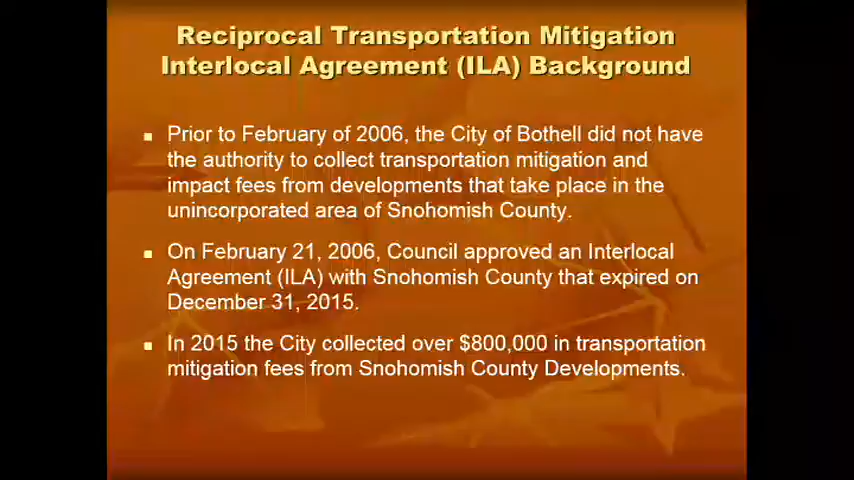 Reciprocal Transportation Mitigation
Interlocal Agreement (ILA) Background
Prior to February of 2006, the City of Bothell did not have
the authority to collect transportation mitigation and
impact fees from developments that take place in the
unincorporated area of Snohomish County.
On February 21, 2006, Council approved an Interlocal
Agreement (ILA) with Snohomish County that expired on
December 31, 2015.
In 2015 the City collected over $800,000 in transportation
mitigation fees from Snohomish County Developments.